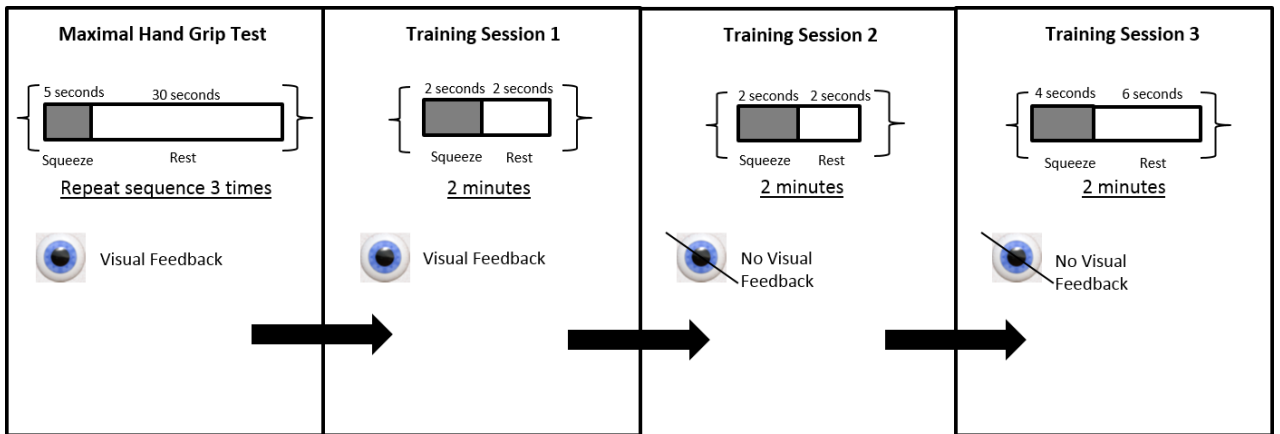 Maximal Hand Grip Test
5 seconds
30 seconds
Squeeze
Rest
Repeat sequence 3 times
Visual Feedback
Training Session 1
2 seconds
2 seconds
Squeeze
Rest
2 minutes
Visual Feedback
Training Session 2
2 seconds
2 seconds
Squeeze
Rest
2 minutes
No Visual
Feedback
Training Session 3
4 seconds
6 seconds
Squeeze
Rest
2 minutes
No Visual
Feedback